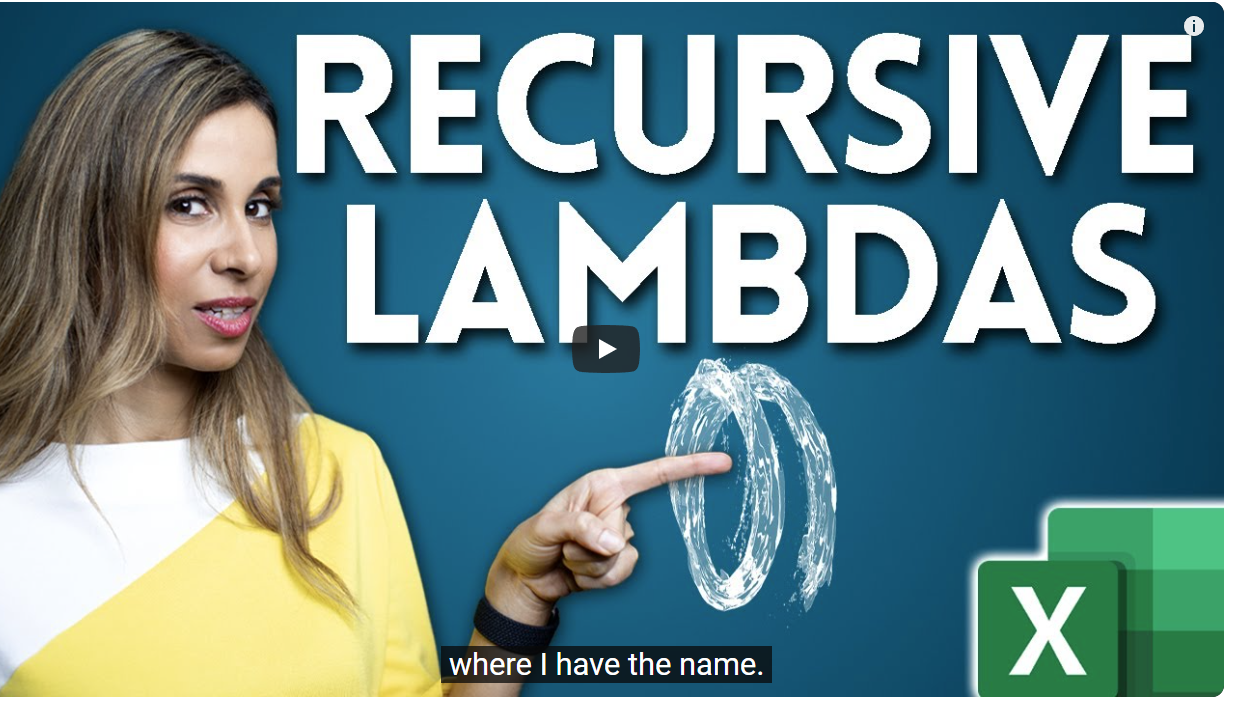 RECURSIVE
LAMBDAS
X
where I have the name.